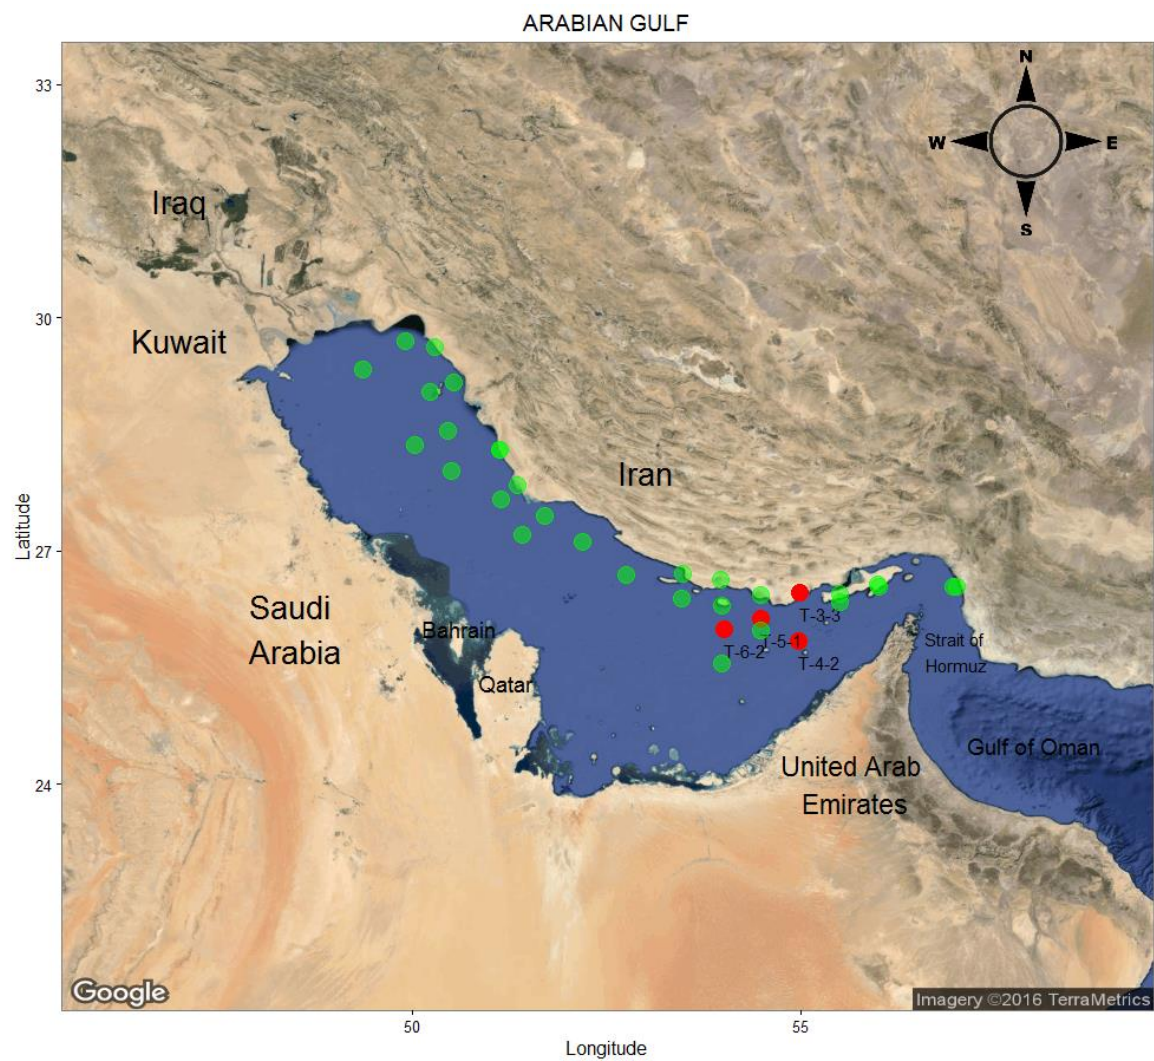 ARABIAN GULF
N
W
E
S
33
30
27
24
Latitude
Iraq
Kuwait
Iran
Saudi
Arabia
Bahrain
Qatar
T-3-3
T-5-1
T-6-2
T-4-2
Strait of
Hormuz
Gulf of Oman
United Arab
Emirates
Google
Imagery ©2016 TerraMetrics
50
55
Longitude